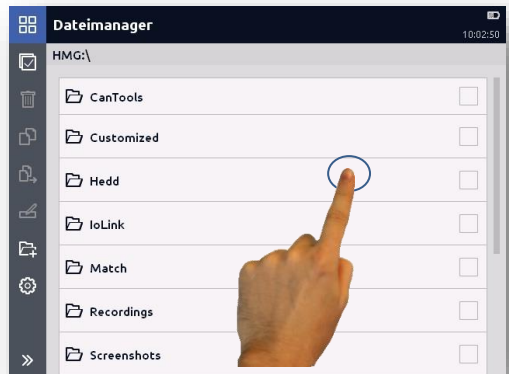 Dateimanager
10:02:50
HMG:\
CanTools
Customized
Hedd
IoLink
Match
Recordings
Screenshots